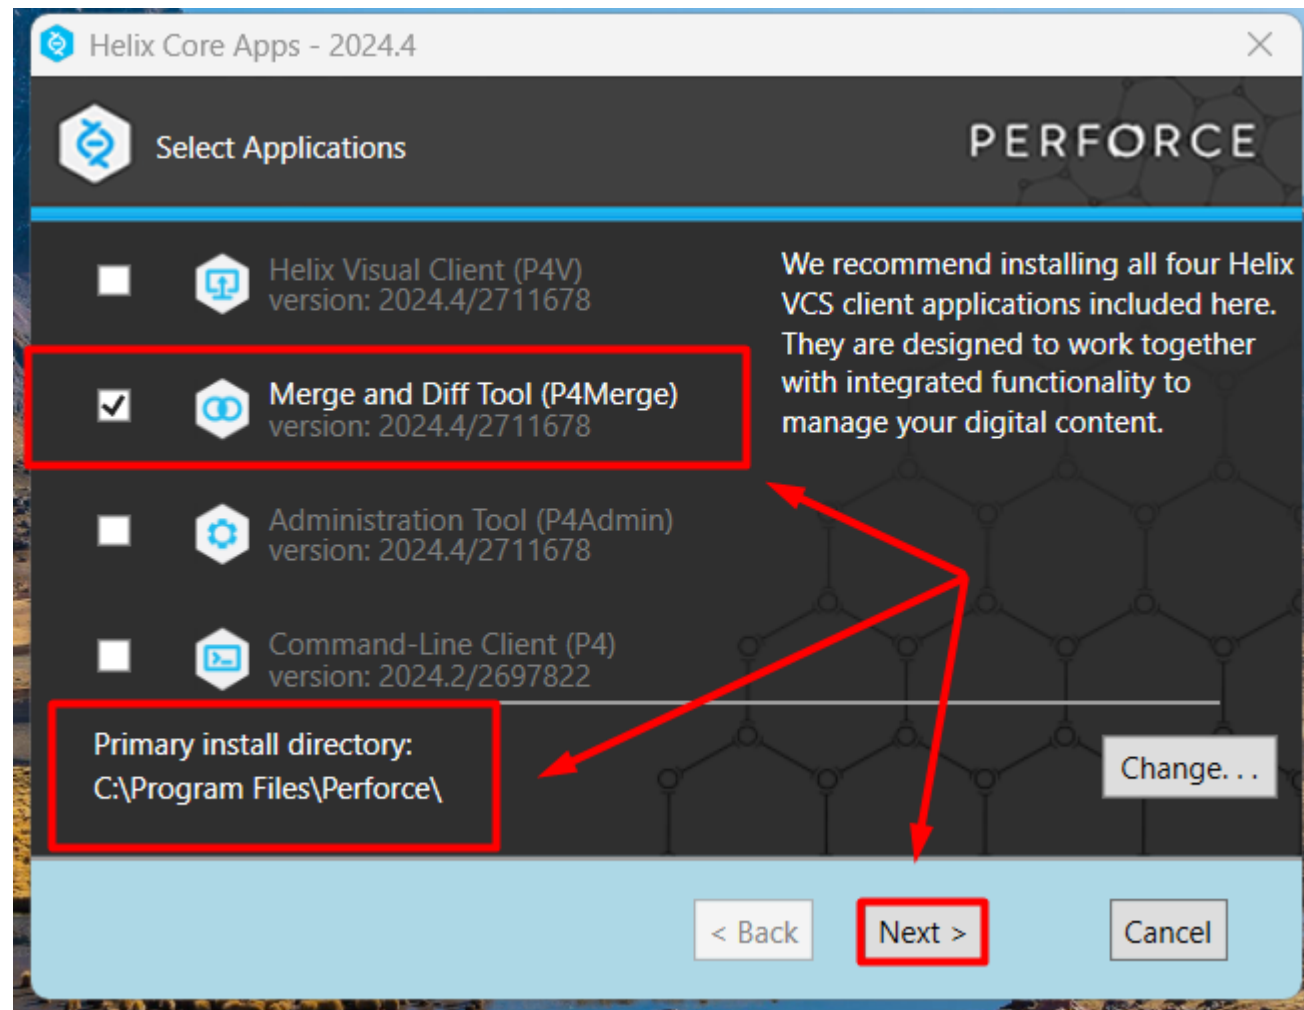 Helix Core Apps - 2024.4
Select Applications
PERFORCE
Helix Visual Client (P4V)
version: 2024.4/2711678
Merge and Diff Tool (P4Merge)
version: 2024.4/2711678
Administration Tool (P4Admin)
version: 2024.4/2711678
Command-Line Client (P4)
version: 2024.2/2697822
We recommend installing all four Helix
VCS client applications included here.
They are designed to work together
with integrated functionality to
manage your digital content.
Primary install directory:
C:\Program Files\Perforce\
Change. . .
< Back
Next >
Cancel